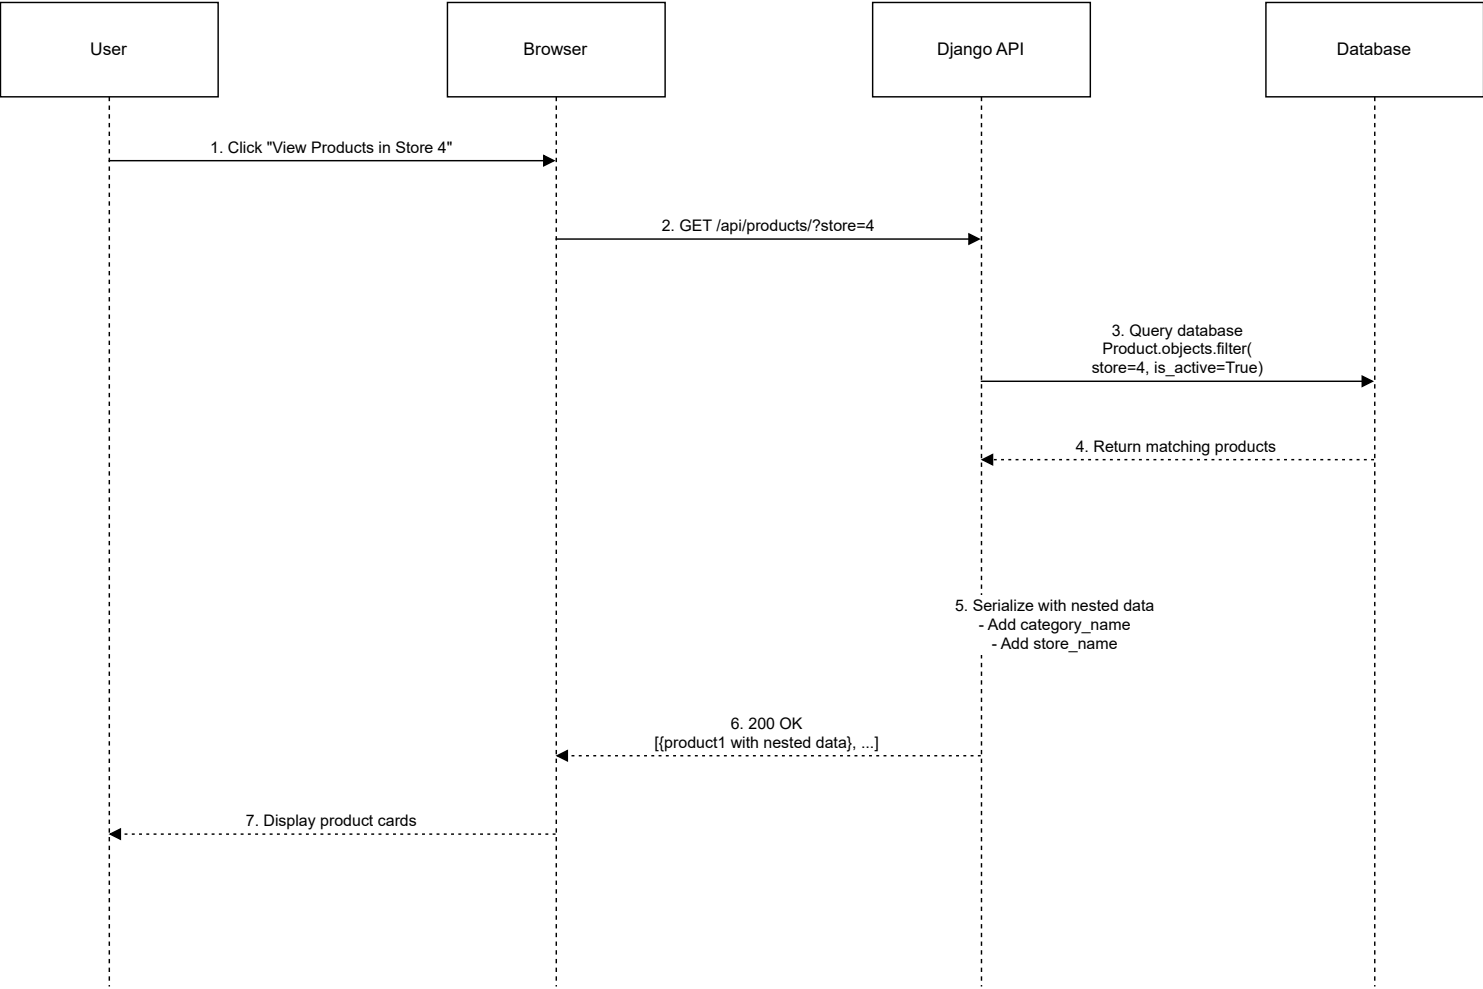 User
Browser
Django API
Database
1. Click "View Products in Store 4"
2. GET /api/products/?store=4
3. Query database
Product.objects.filter(
store=4, is_active=True)
4. Return matching products
5. Serialize with nested data
- Add category_name
- Add store_name
6. 200 OK
[{product1 with nested data}, ...]
7. Display product cards